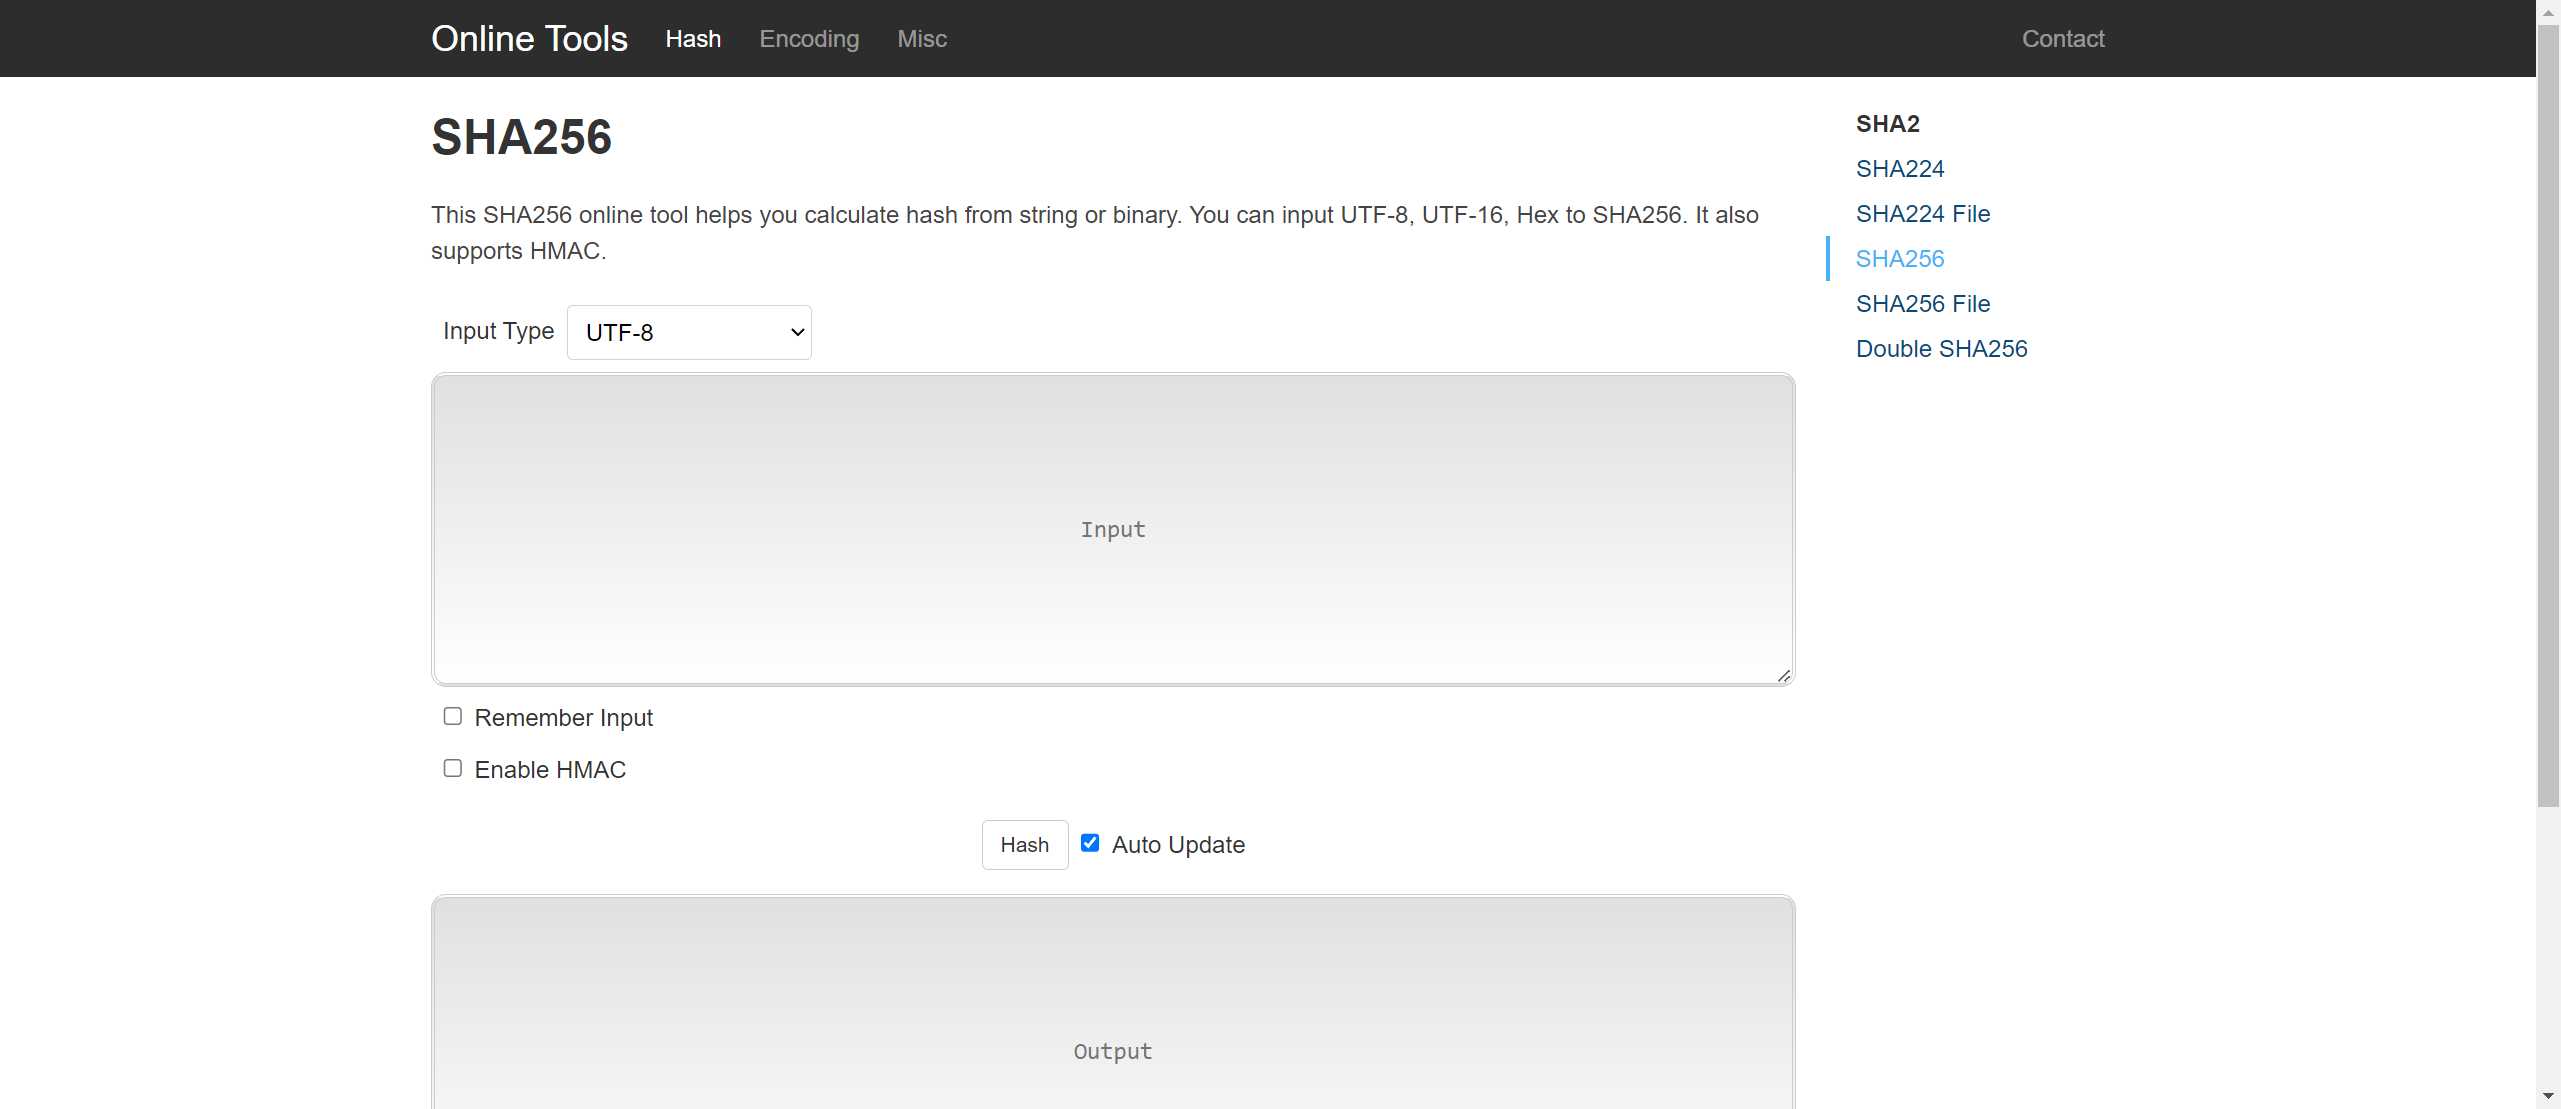 Online Tools Hash Encoding Misc Contact
SHA256
This SHA256 online tool helps you calculate hash from string or binary. You can input UTF-8, UTF-16, Hex to SHA256. It also
supports HMAC.
Input Type UTF-8
Input
Remember Input
Enable HMAC
Hash Auto Update
Output
SHA2
SHA224
SHA224 File
SHA256
SHA256 File
Double SHA256